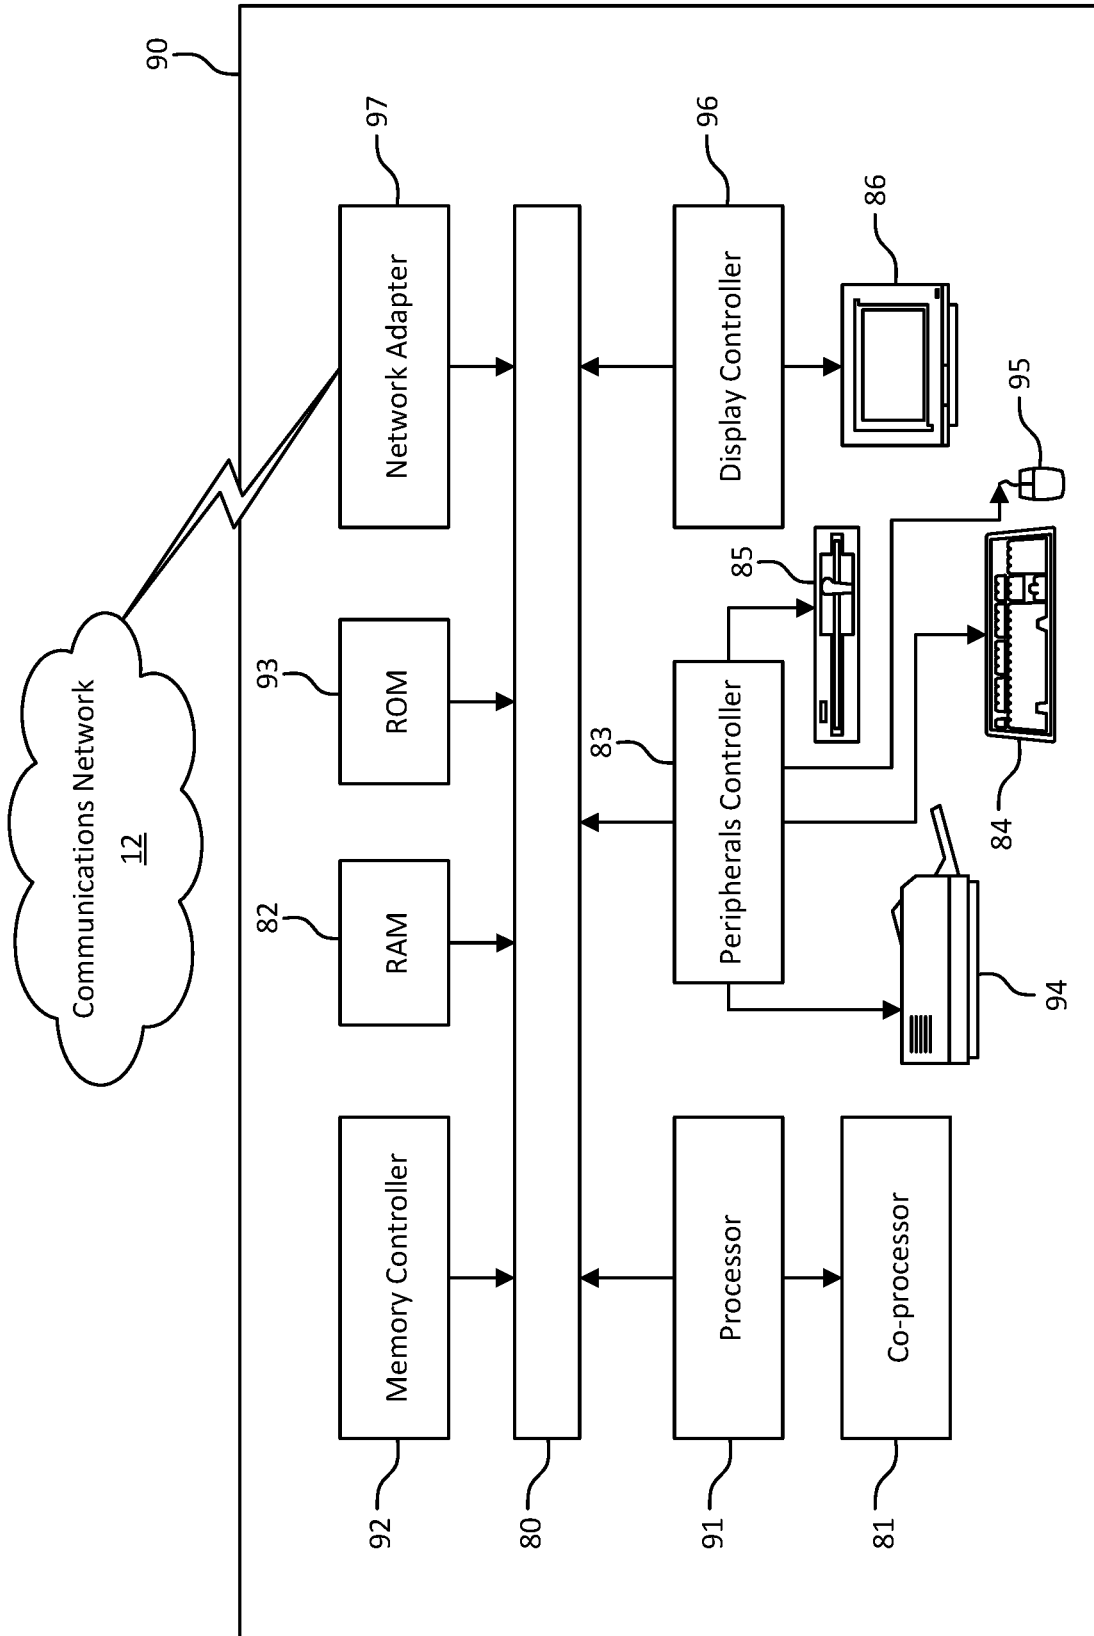 Communications Network
12
90
92
Memory Controller
82
RAM
93
ROM
97
Network Adapter
80
91
Processor
83
Peripherals Controller
96
Display Controller
85
86
81
Co-processor
94
84
95